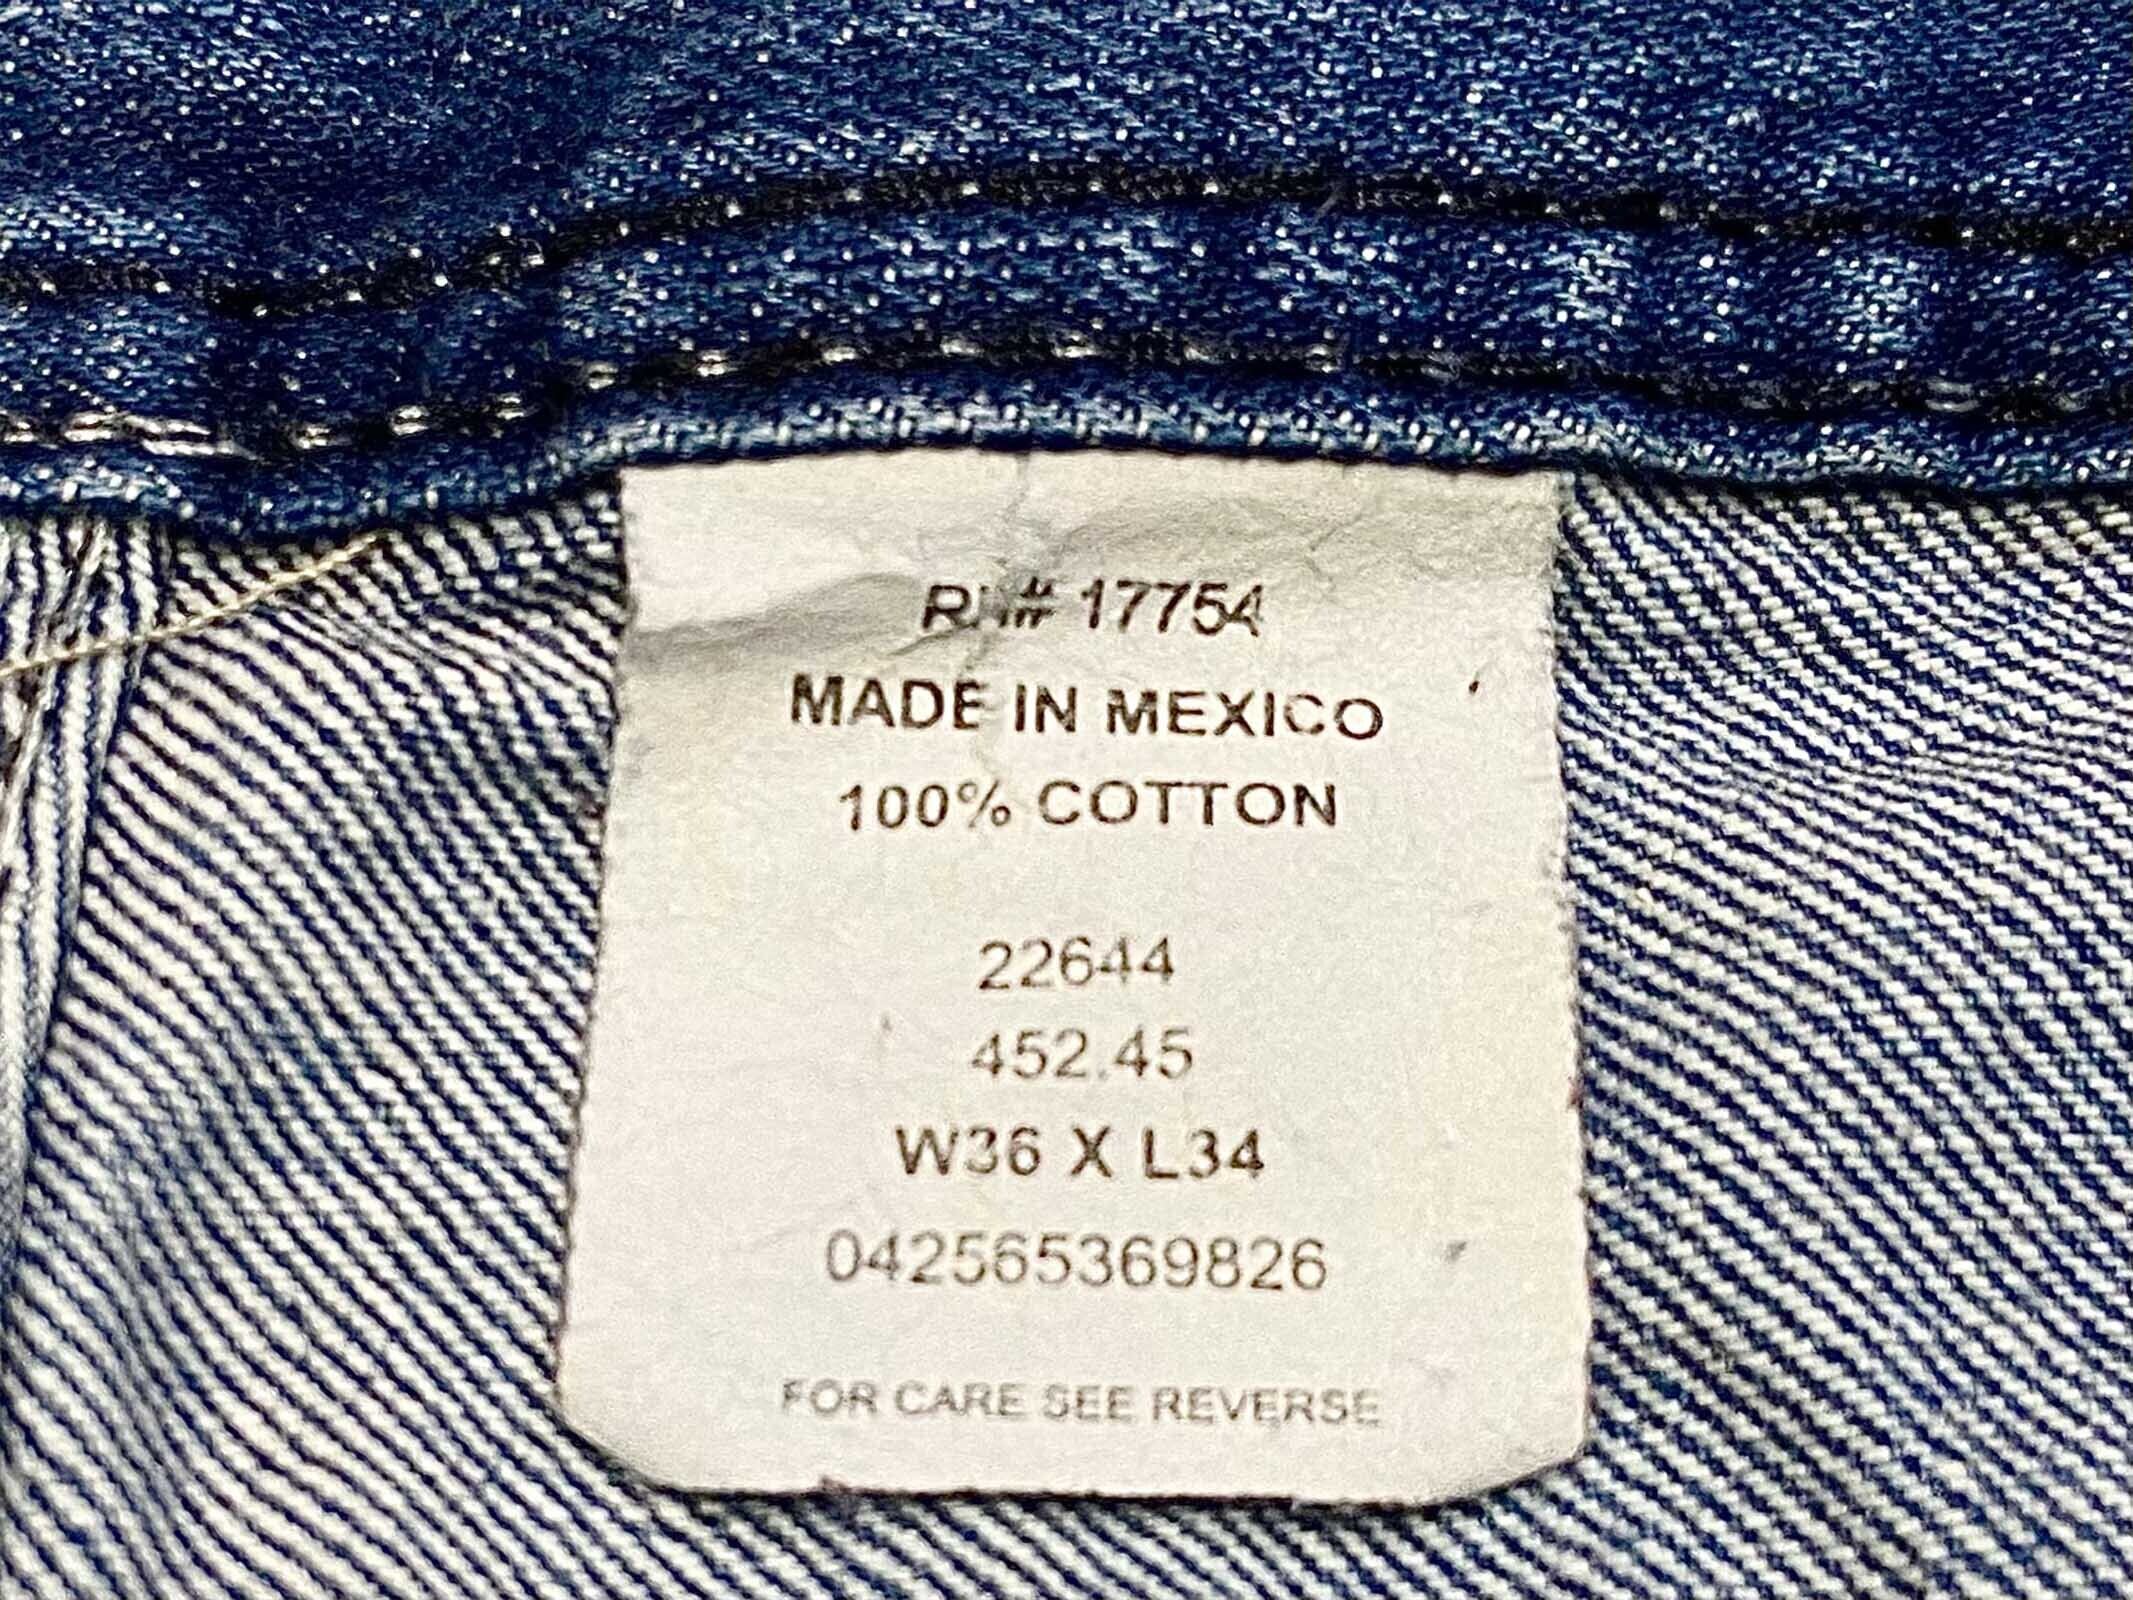 RN# 17754
MADE IN MEXICO
100% COTTON
22644
452.45
W36 X L34
042565369826
FOR CARE SEE REVERSE